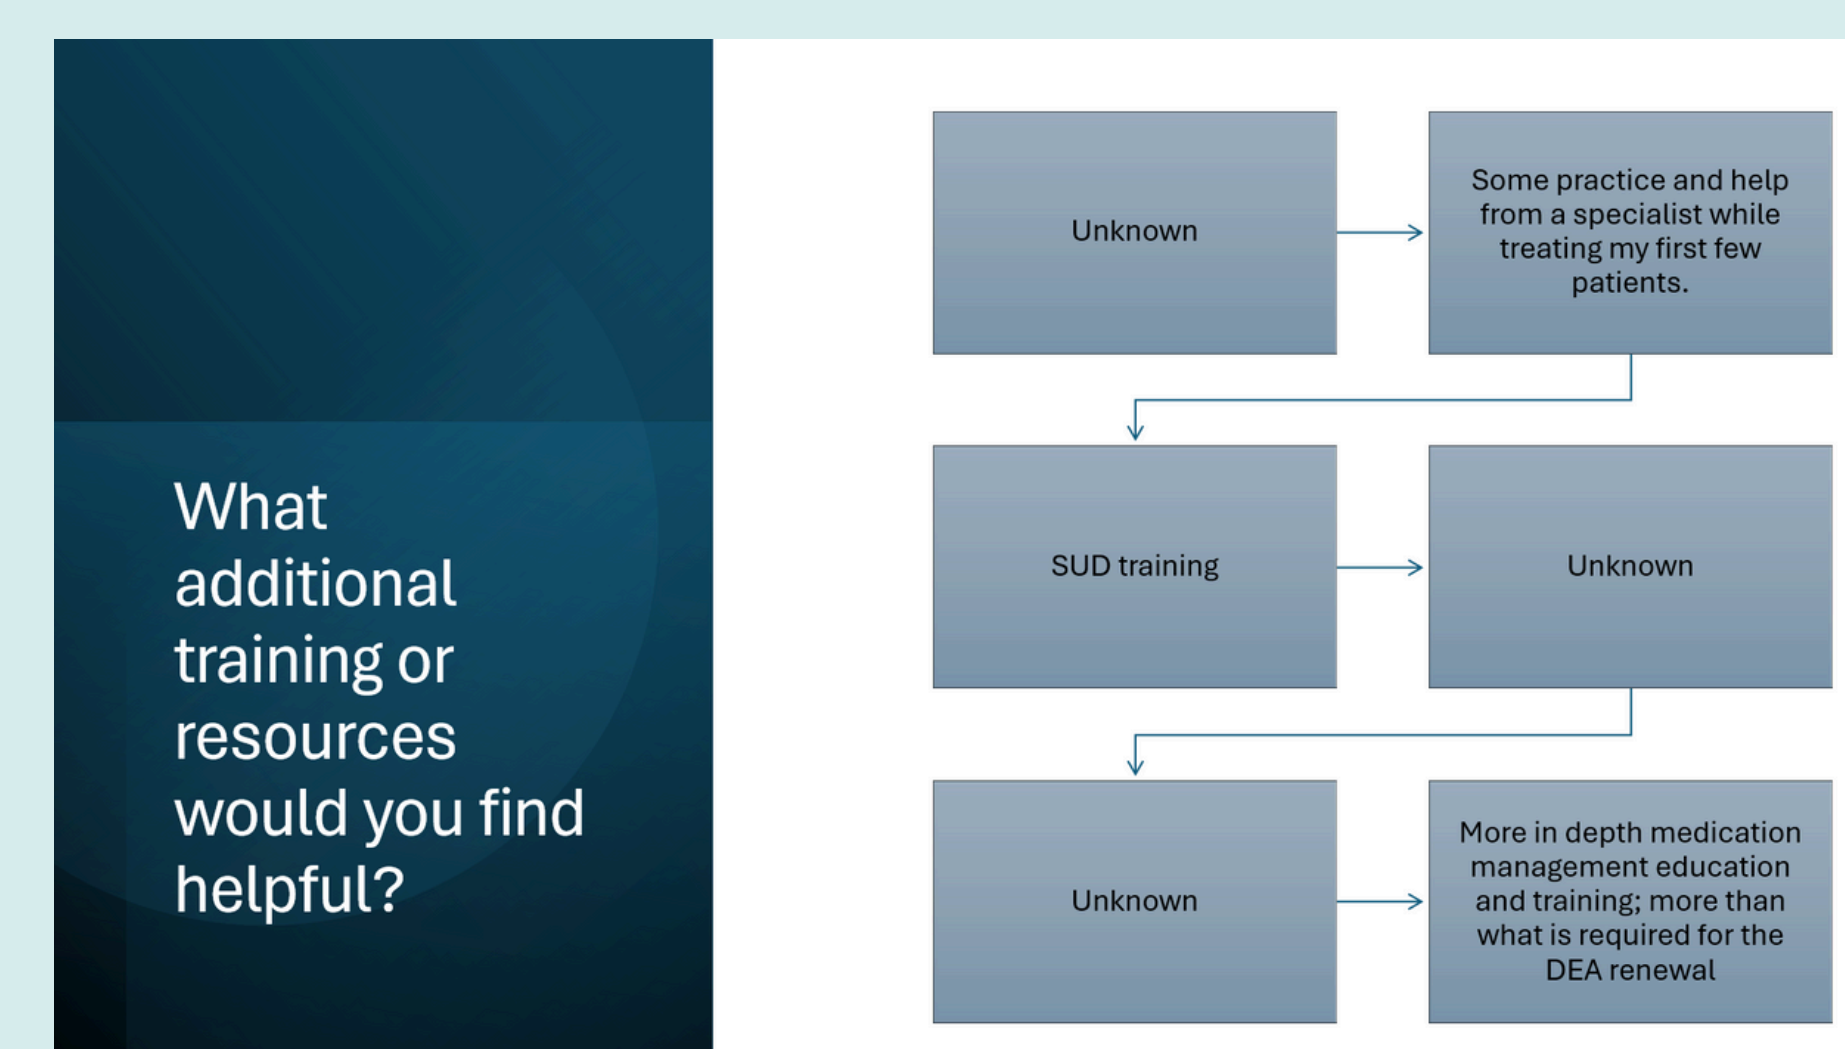 What
additional
training or
resources
would you find
helpful?
Unknown
Some practice and help
from a specialist while
treating my first few
patients.
SUD training
Unknown
Unknown
More in depth medication
management education
and training; more than
what is required for the
DEA renewal